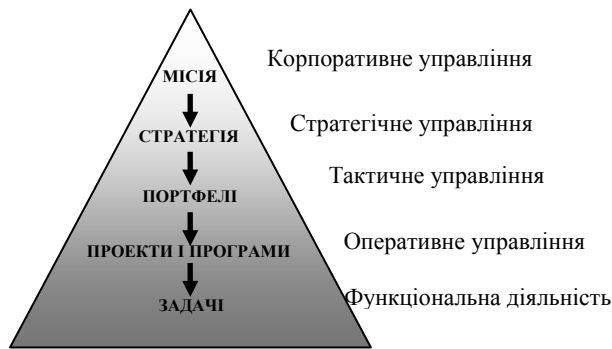 Корпоративне управління
МІСІЯ
Стратегічне управління
СТРАТЕГІЯ
Тактичне управління
ПОРТФЕЛІ
Оперативне управління
ПРОЕКТИ І ПРОГРАМИ
Функціональна діяльність
ЗАДАЧІ